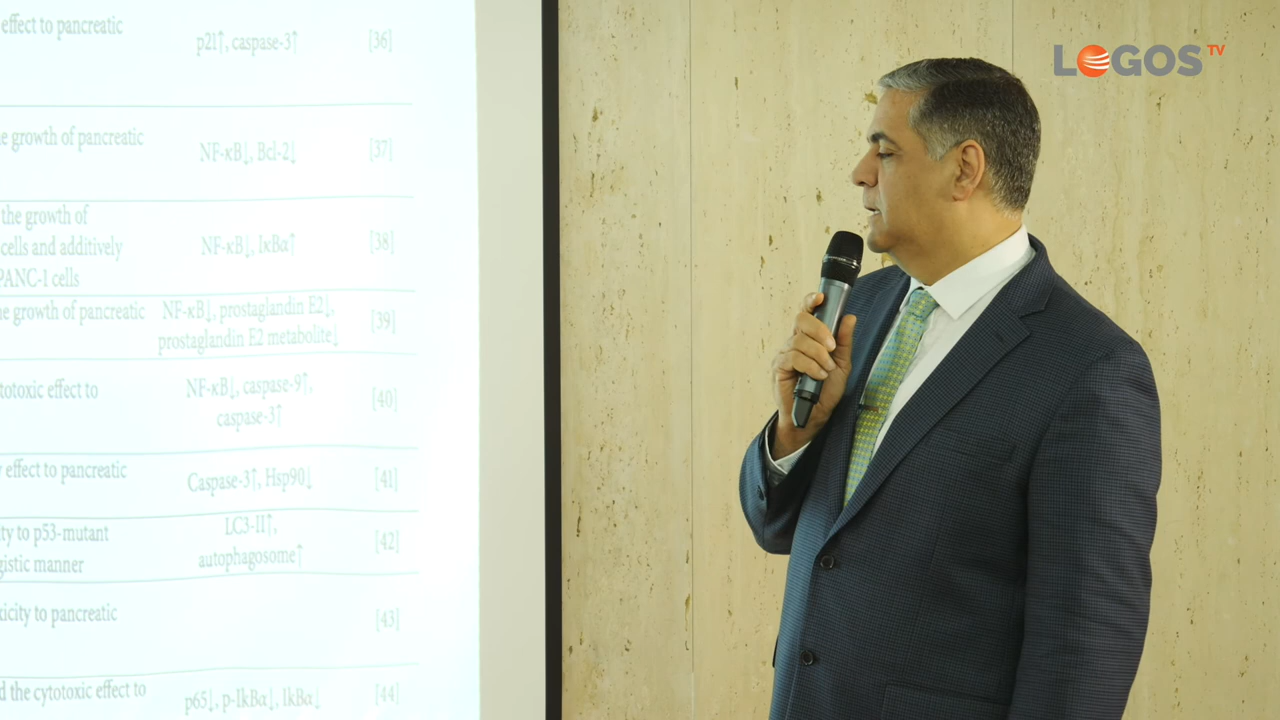 LOGOS TV
effect to pancreatic
p21↑, caspase-3↑ [36]
e growth of pancreatic
NF-κB↓, Bcl-2↓ [37]
the growth of
cells and additively
PANC-1 cells
NF-κB↓, IκBα↑ [38]
e growth of pancreatic
NF-κB↓, prostaglandin E2↓,
prostaglandin E2 metabolite↓
[39]
totoxic effect to
NF-κB↓, caspase-9↑,
caspase-3↑
[40]
effect to pancreatic
Caspase-3↑, Hsp90↓ [41]
ity to p53-mutant
gistic manner
LC3-II↑,
autophagosome↑
[42]
icity to pancreatic
[43]
d the cytotoxic effect to
p65↓, p-IkBα↓, IkBα↓ [44]